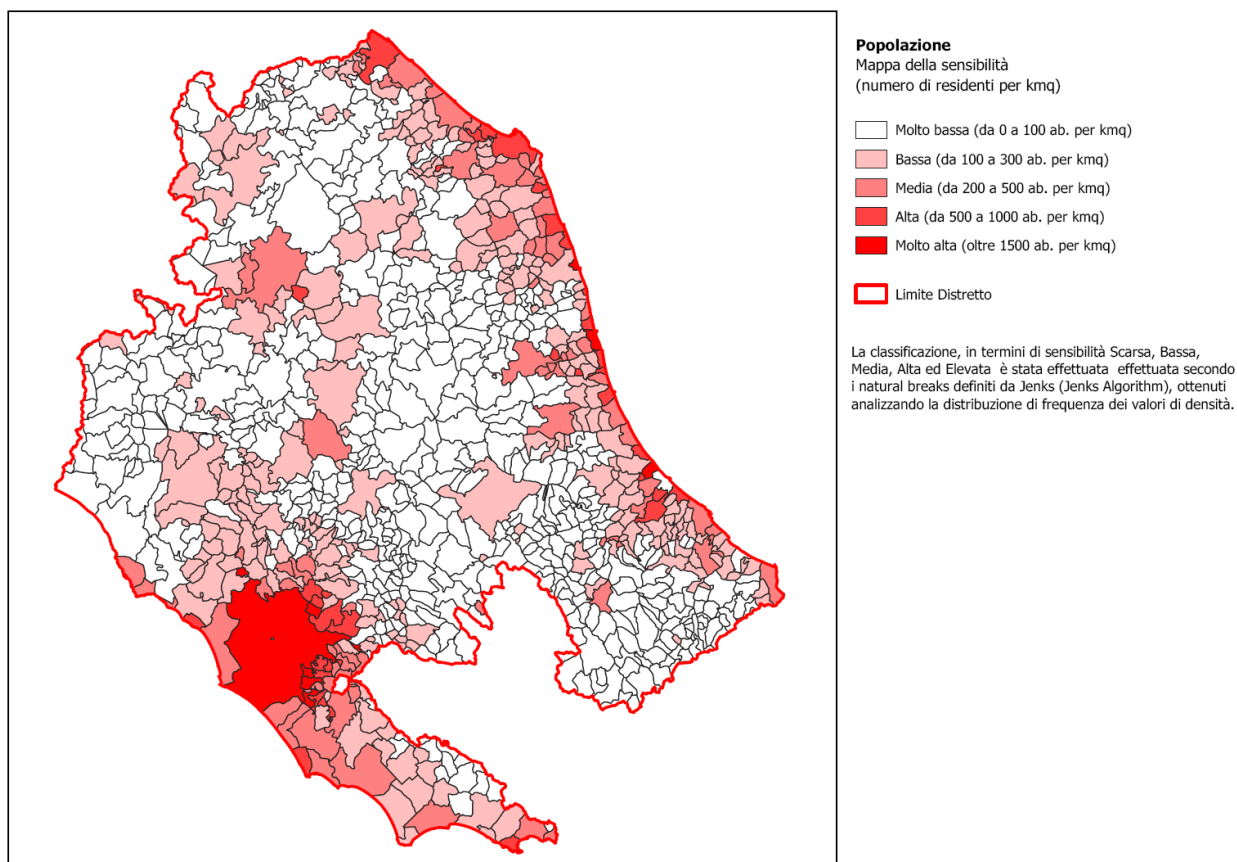 Popolazione
Mappa della sensibilità
(numero di residenti per kmq)
Molto bassa (da 0 a 100 ab. per kmq)
Bassa (da 100 a 300 ab. per kmq)
Media (da 200 a 500 ab. per kmq)
Alta (da 500 a 1000 ab. per kmq)
Molto alta (oltre 1500 ab. per kmq)
Limite Distretto
La classificazione, in termini di sensibilità Scarsa, Bassa,
Media, Alta ed Elevata è stata effettuata effettuata secondo
i natural breaks definiti da Jenks (Jenks Algorithm), ottenuti
analizzando la distribuzione di frequenza dei valori di densità.